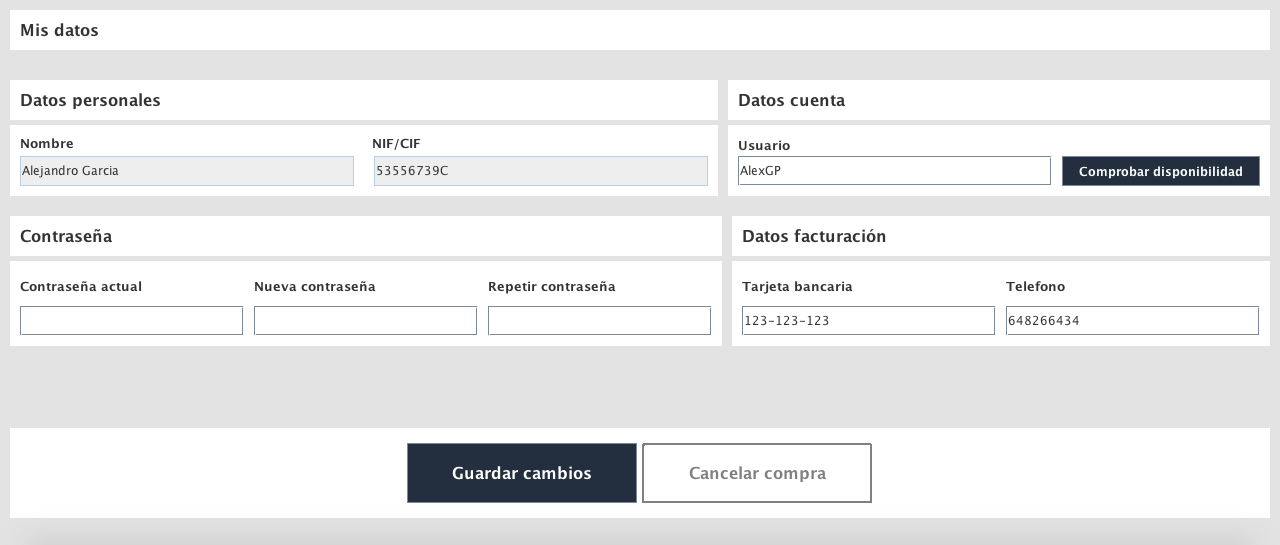 Mis datos
Datos personales
Datos cuenta
Nombre
NIF/CIF
Usuario
Alejandro Garcia
53556739C
AlexGP
Comprobar disponibilidad
Contraseña
Datos facturación
Contraseña actual
Nueva contraseña
Repetir contraseña
Tarjeta bancaria
Telefono
123-123-123
648266434
Guardar cambios
Cancelar compra